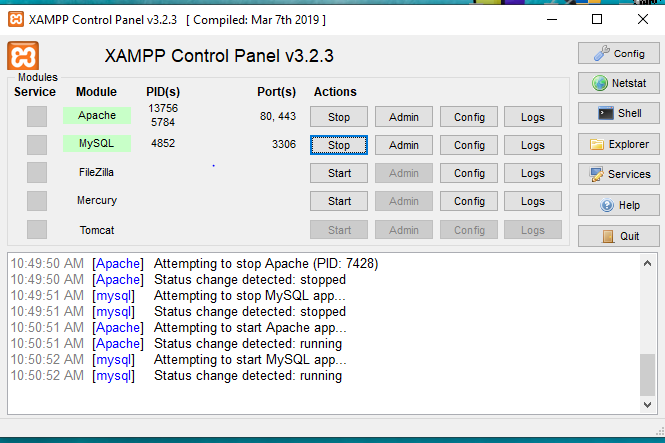 XAMPP Control Panel v3.2.3 [ Compiled: Mar 7th 2019 ]
XAMPP Control Panel v3.2.3
Config
Modules
Service Module PID(s) Port(s) Actions
Netstat
Apache 13756 5784 80, 443 Stop Admin Config Logs
Shell
MySQL 4852 3306 Stop Admin Config Logs
Explorer
FileZilla Start Admin Config Logs
Services
Mercury Start Admin Config Logs
Help
Tomcat Start Admin Config Logs
Quit
10:49:50 AM [Apache] Attempting to stop Apache (PID: 7428)
10:49:50 AM [Apache] Status change detected: stopped
10:49:51 AM [mysql] Attempting to stop MySQL app...
10:49:51 AM [mysql] Status change detected: stopped
10:50:51 AM [Apache] Attempting to start Apache app...
10:50:51 AM [Apache] Status change detected: running
10:50:52 AM [mysql] Attempting to start MySQL app...
10:50:52 AM [mysql] Status change detected: running